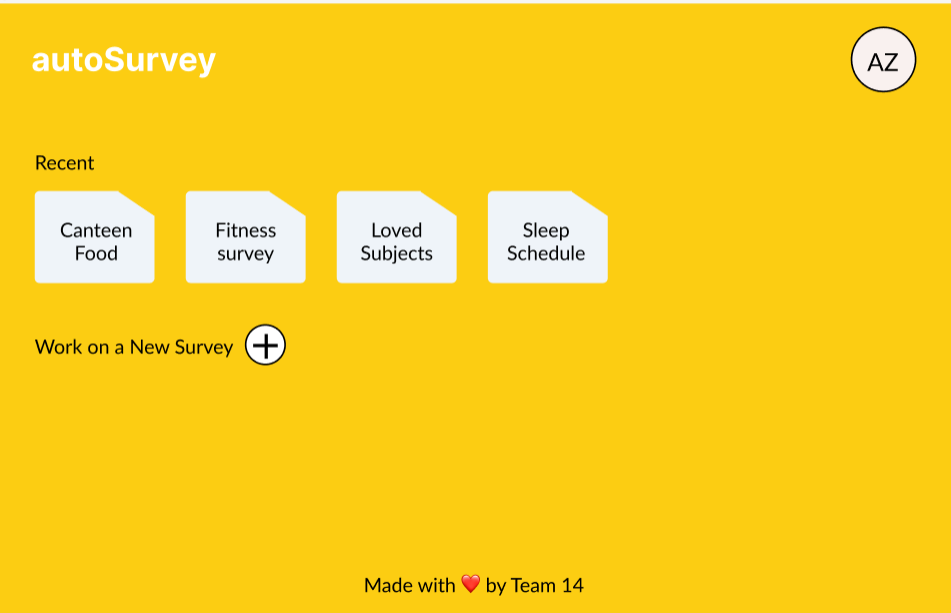 autoSurvey
AZ
Recent
Canteen
Food
Fitness
survey
Loved
Subjects
Sleep
Schedule
Work on a New Survey
Made with ❤️ by Team 14